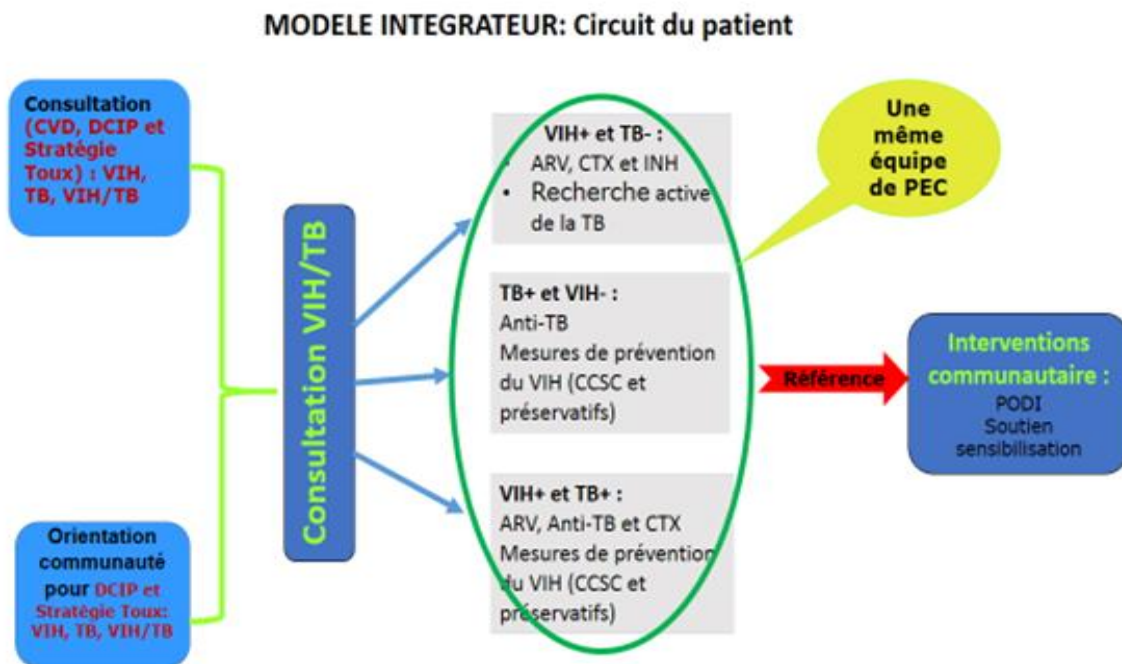 MODELE INTEGRATEUR: Circuit du patient
Consultation
(CVD, DCIP et
Stratégie
Toux) : VIH,
TB, VIH/TB
Orientation
communauté
pour DCIP et
Stratégie Toux:
VIH, TB, VIH/TB
Consultation VIH/TB
VIH+ et TB- :
• ARV, CTX et INH
• Recherche active
de la TB
TB+ et VIH- :
Anti-TB
Mesures de prévention
du VIH (CCSC et
préservatifs)
VIH+ et TB+ :
ARV, Anti-TB et CTX
Mesures de prévention
du VIH (CCSC et
préservatifs)
Une
même
équipe
de PEC
Référence
Interventions
communautaire :
PODI
Soutien
sensibilisation